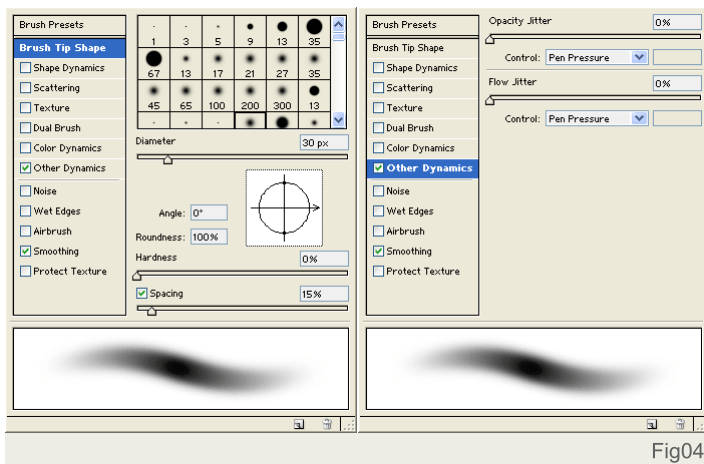 Brush Presets
Brush Tip Shape
Shape Dynamics
Scattering
Texture
Dual Brush
Color Dynamics
Other Dynamics
Noise
Wet Edges
Airbrush
Smoothing
Protect Texture
1 3 5 9 13 35
67 13 17 21 27 35
45 65 100 200 300 13
Diameter 30 px
Angle: 0°
Roundness: 100%
Hardness 0%
Spacing 15%
Brush Presets
Brush Tip Shape
Shape Dynamics
Scattering
Texture
Dual Brush
Color Dynamics
Other Dynamics
Noise
Wet Edges
Airbrush
Smoothing
Protect Texture
Opacity Jitter 0%
Control: Pen Pressure
Flow Jitter 0%
Control: Pen Pressure
Fig04